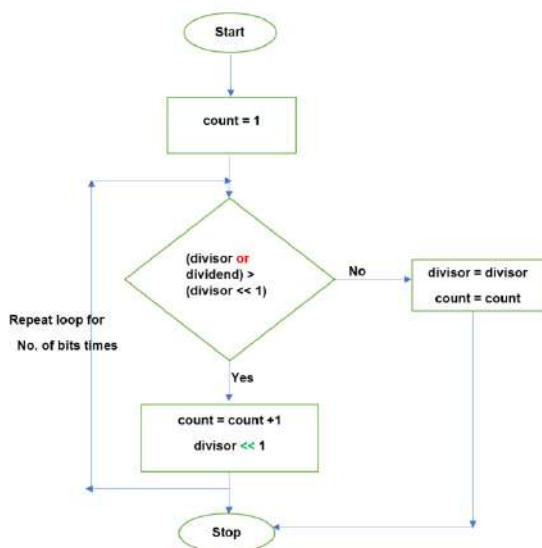 Start
count = 1
(divisor or
dividend) >
(divisor << 1)
No
divisor = divisor
count = count
Repeat loop for
No. of bits times
Yes
count = count +1
divisor << 1
Stop